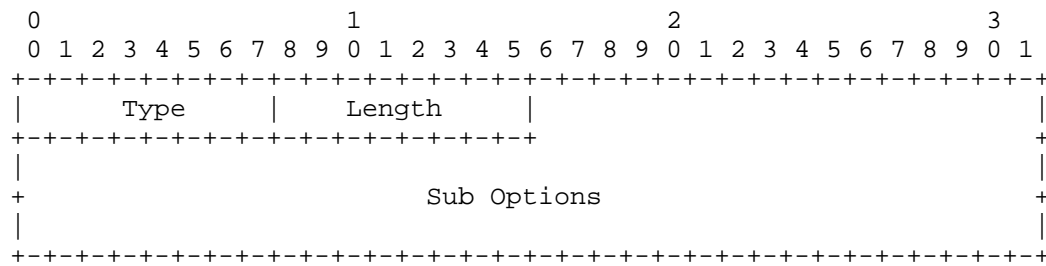 0                   1                   2                   3
 0 1 2 3 4 5 6 7 8 9 0 1 2 3 4 5 6 7 8 9 0 1 2 3 4 5 6 7 8 9 0 1
+-+-+-+-+-+-+-+-+-+-+-+-+-+-+-+-+-+-+-+-+-+-+-+-+-+-+-+-+-+-+-+-+
|      Type     |    Length     |                               |
+-+-+-+-+-+-+-+-+-+-+-+-+-+-+-+-+                               +
|                                                               |
+                         Sub Options                           +
|                                                               |
+-+-+-+-+-+-+-+-+-+-+-+-+-+-+-+-+-+-+-+-+-+-+-+-+-+-+-+-+-+-+-+-+